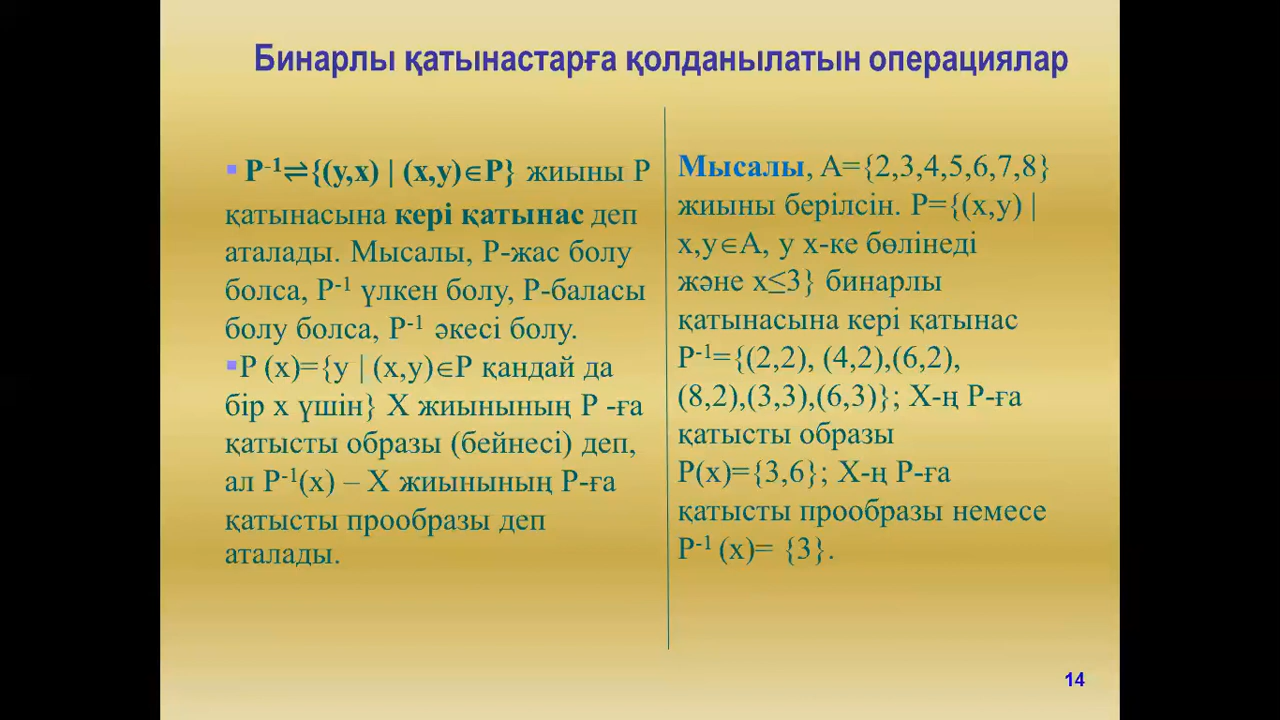 Бинарлы қатынастарға қолданылатын операциялар
▪ P⁻¹⇌{(y,x) | (x,y)∈P} жиыны P
қатынасына кері қатынас деп
аталады. Мысалы, P-жас болу
болса, P⁻¹ үлкен болу, P-баласы
болу болса, P⁻¹ әкесі болу.
▪P (x)={y | (x,y)∈P қандай да
бір x үшін} X жиынының P -ға
қатысты образы (бейнесі) деп,
ал P⁻¹(x) – X жиынының P-ға
қатысты прообразы деп
аталады.
Мысалы, A={2,3,4,5,6,7,8}
жиыны берілсін. P={(x,y) |
x,y∈A, y x-ке бөлінеді
және x≤3} бинарлы
қатынасына кері қатынас
P⁻¹={(2,2), (4,2),(6,2),
(8,2),(3,3),(6,3)}; X-ң P-ға
қатысты образы
P(x)={3,6}; X-ң P-ға
қатысты прообразы немесе
P⁻¹ (x)= {3}.
14